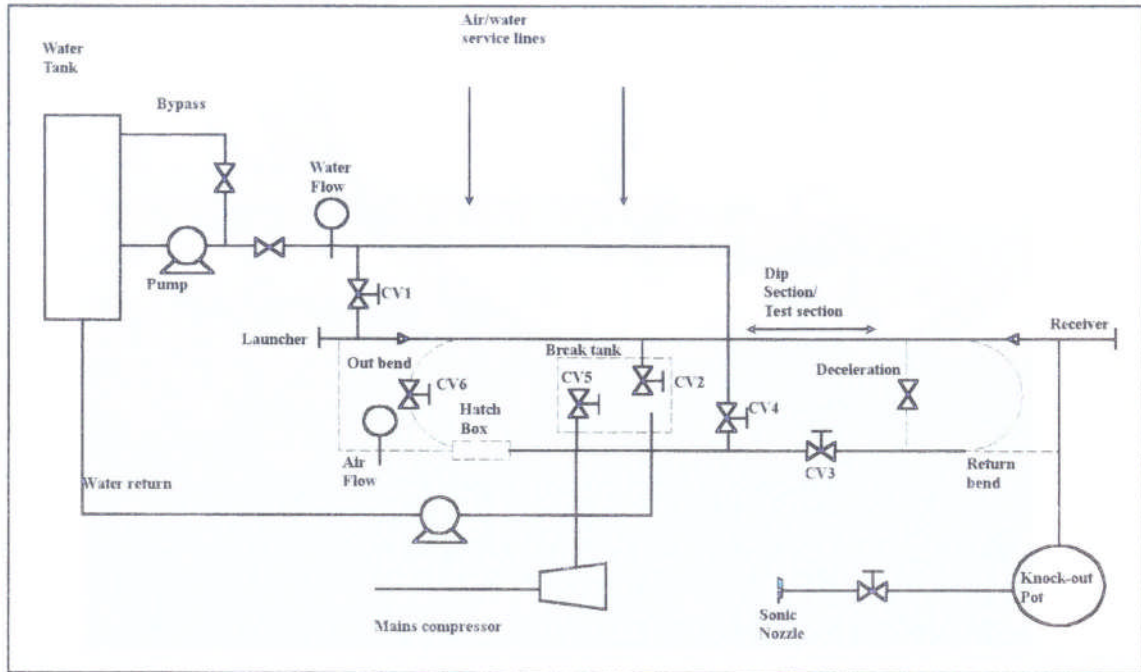 Air/water
service lines
Water
Tank
Bypass
Water
Flow
Pump
CV1
Dip
Section/
Test section
Launcher
Receiver
Out bend
Break tank
CV6
CV5
CV2
Deceleration
Hatch
Box
CV4
Air
Flow
CV3
Return
bend
Water return
Knock-out
Pot
Mains compressor
Sonic
Nozzle